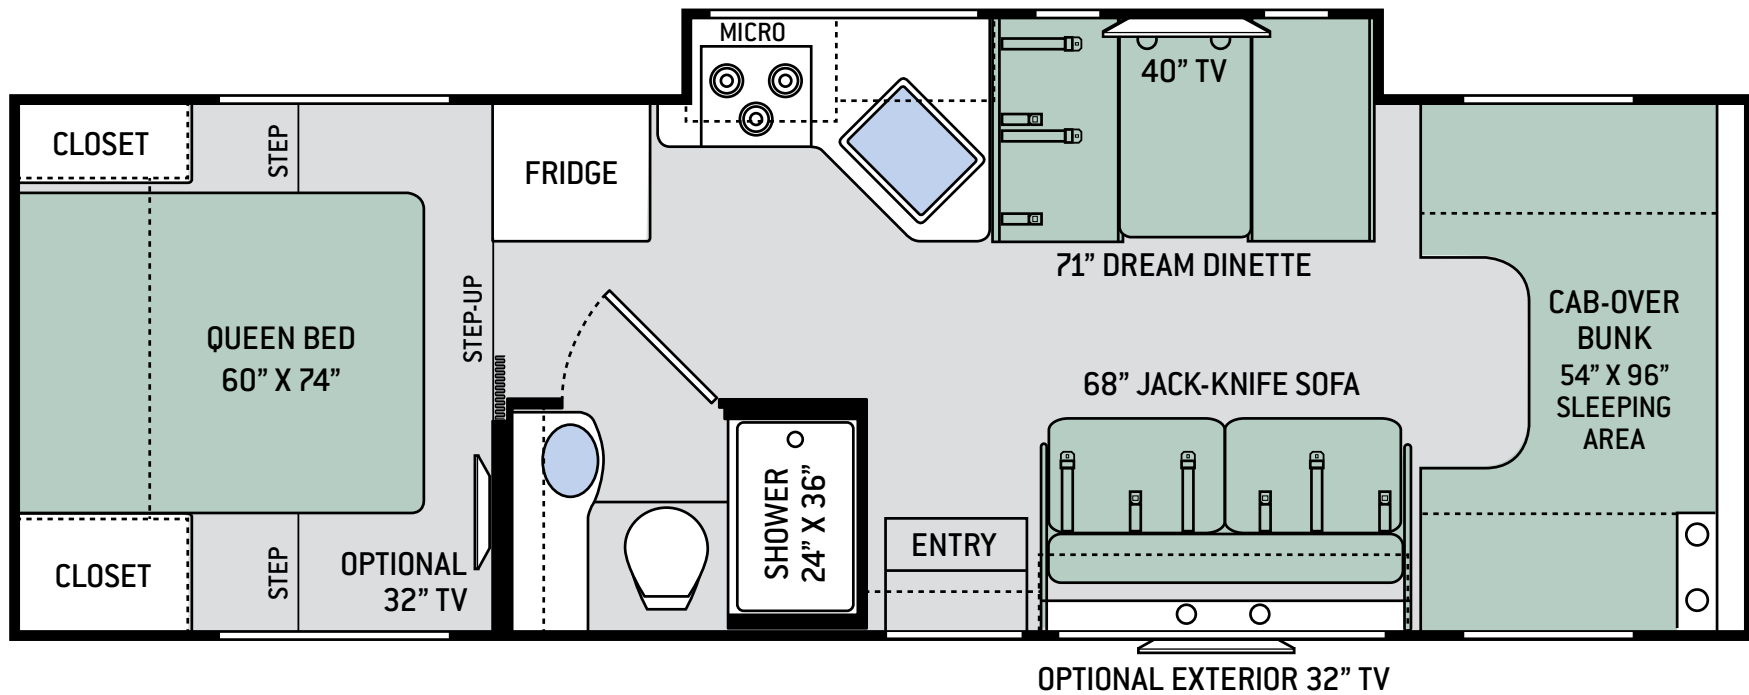 MICRO
40” TV
CLOSET
STEP
FRIDGE
71” DREAM DINETTE
STEP-UP
QUEEN BED
60” X 74”
CAB-OVER
BUNK
54” X 96”
SLEEPING
AREA
68” JACK-KNIFE SOFA
SHOWER
24” X 36”
ENTRY
CLOSET
STEP
OPTIONAL
32” TV
OPTIONAL EXTERIOR 32” TV